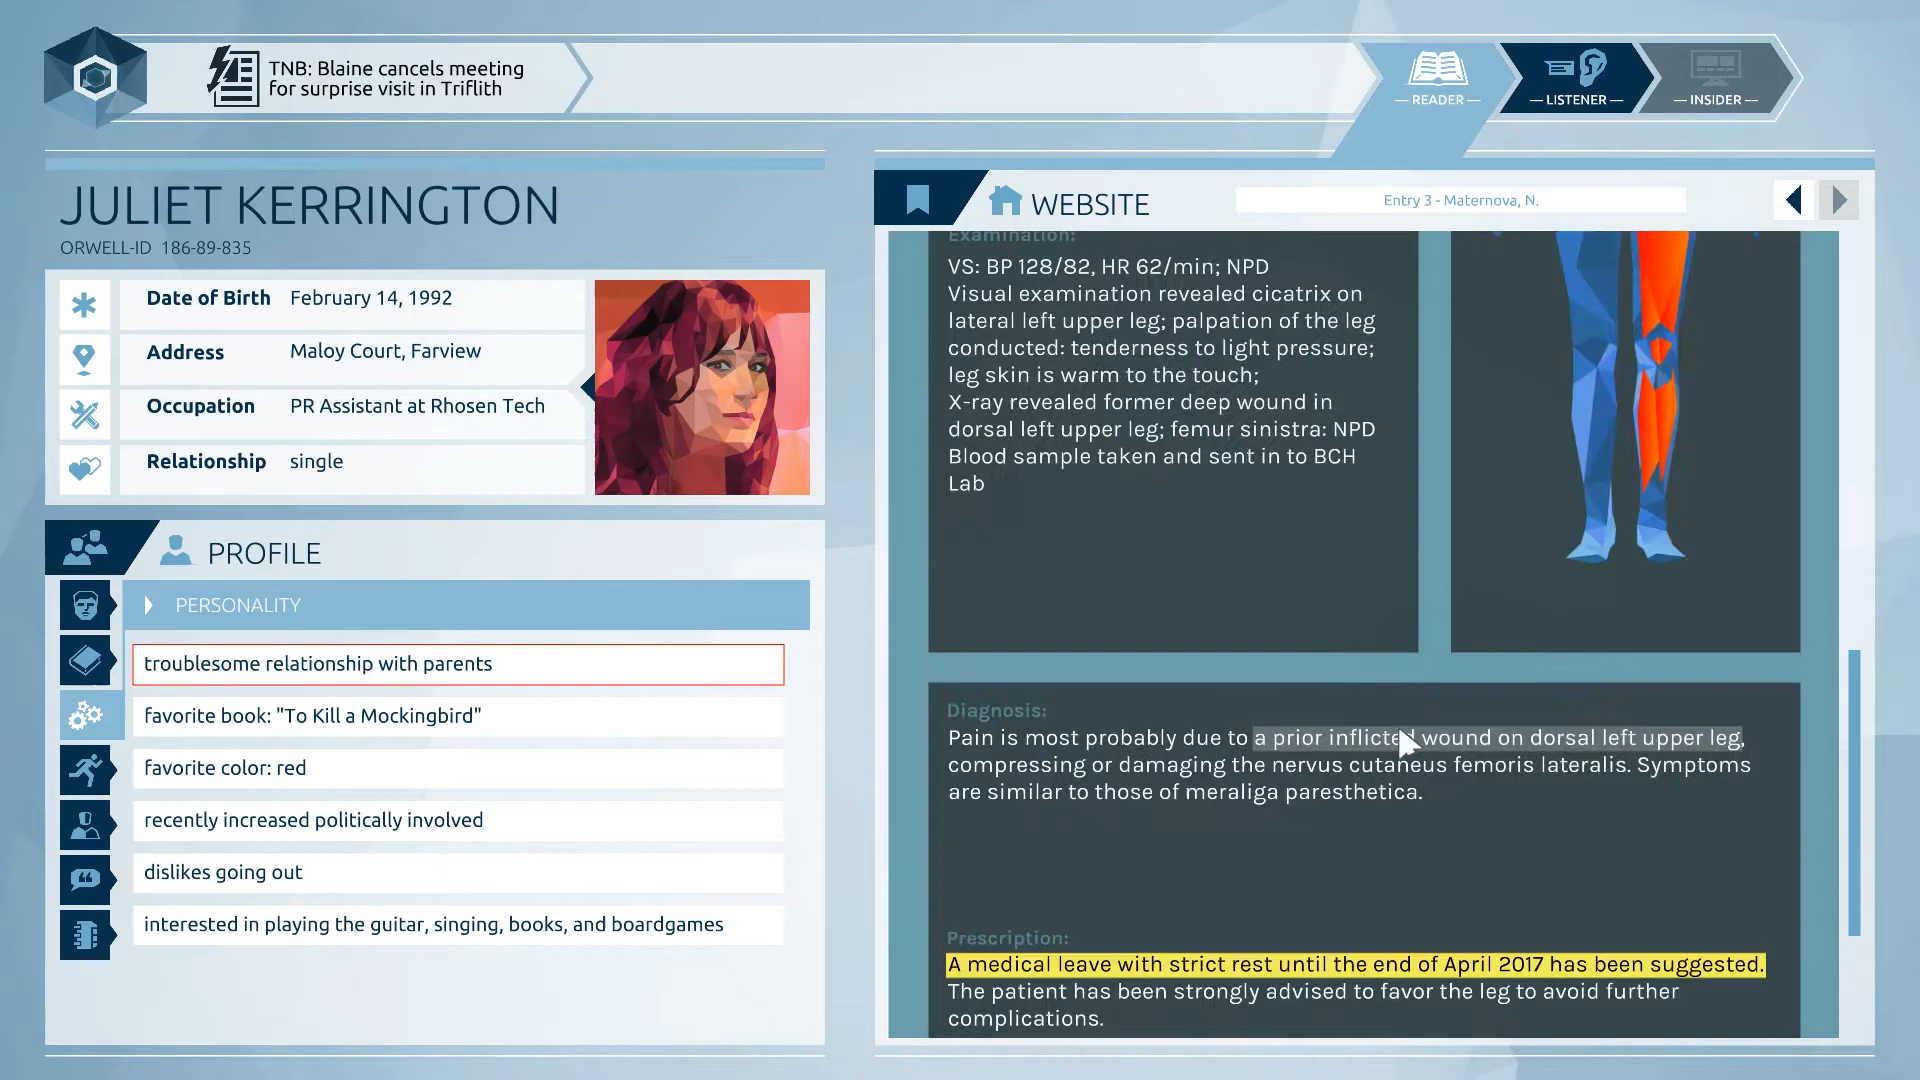 TNB: Blaine cancels meeting
for surprise visit in Triflith
— READER —
— LISTENER —
— INSIDER —
JULIET KERRINGTON
ORWELL-ID 186-89-835
Date of Birth February 14, 1992
Address Maloy Court, Farview
Occupation PR Assistant at Rhosen Tech
Relationship single
PROFILE
PERSONALITY
troublesome relationship with parents
favorite book: "To Kill a Mockingbird"
favorite color: red
recently increased politically involved
dislikes going out
interested in playing the guitar, singing, books, and boardgames
WEBSITE
Entry 3 - Maternova, N.
Examination:
VS: BP 128/82, HR 62/min; NPD
Visual examination revealed cicatrix on
lateral left upper leg; palpation of the leg
conducted: tenderness to light pressure;
leg skin is warm to the touch;
X-ray revealed former deep wound in
dorsal left upper leg; femur sinistra: NPD
Blood sample taken and sent in to BCH
Lab
Diagnosis:
Pain is most probably due to a prior inflicted wound on dorsal left upper leg,
compressing or damaging the nervus cutaneus femoris lateralis. Symptoms
are similar to those of meraliga paresthetica.
Prescription:
A medical leave with strict rest until the end of April 2017 has been suggested.
The patient has been strongly advised to favor the leg to avoid further
complications.